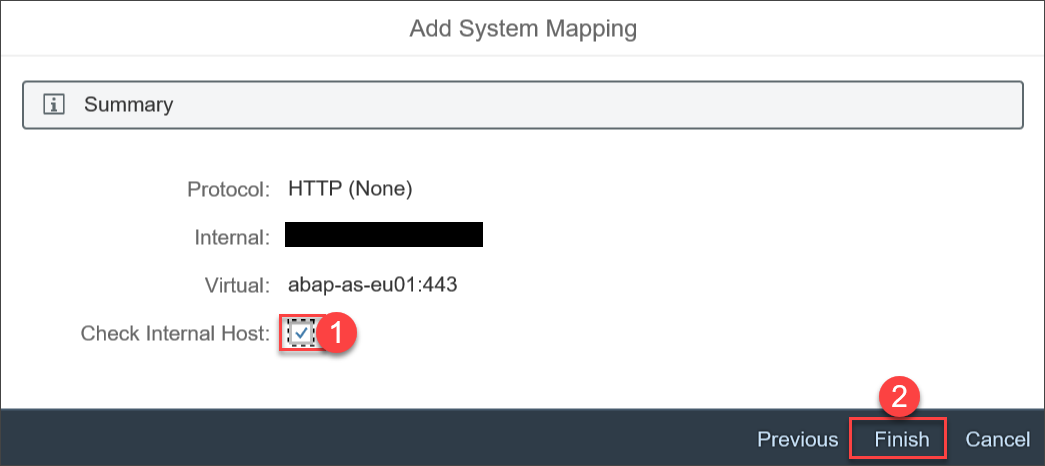 Add System Mapping
Summary
Protocol: HTTP (None)
Internal:
Virtual: abap-as-eu01:443
Check Internal Host: 1
2
Previous Finish Cancel